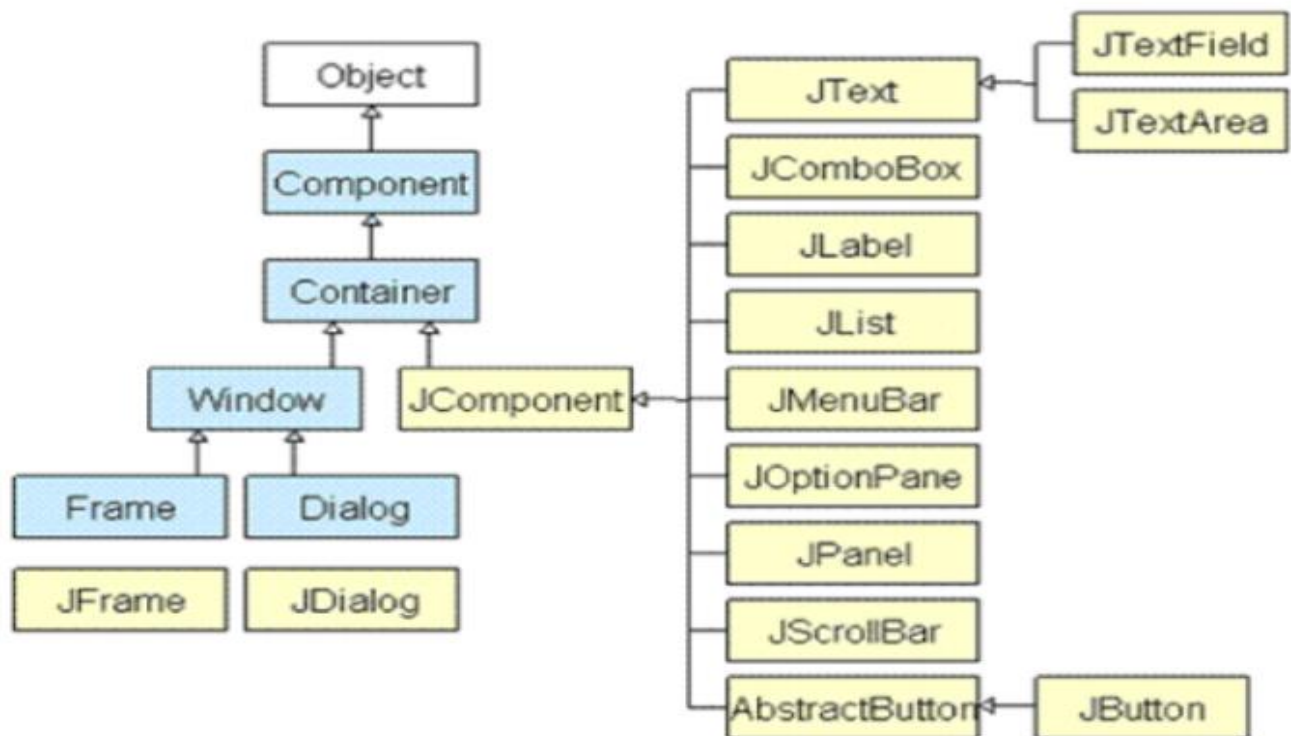 Object
Component
Container
Window
JComponent
Frame
Dialog
JFrame
JDialog
JText
JComboBox
JLabel
JList
JMenuBar
JOptionPane
JPanel
JScrollBar
AbstractButton
JTextField
JTextArea
JButton